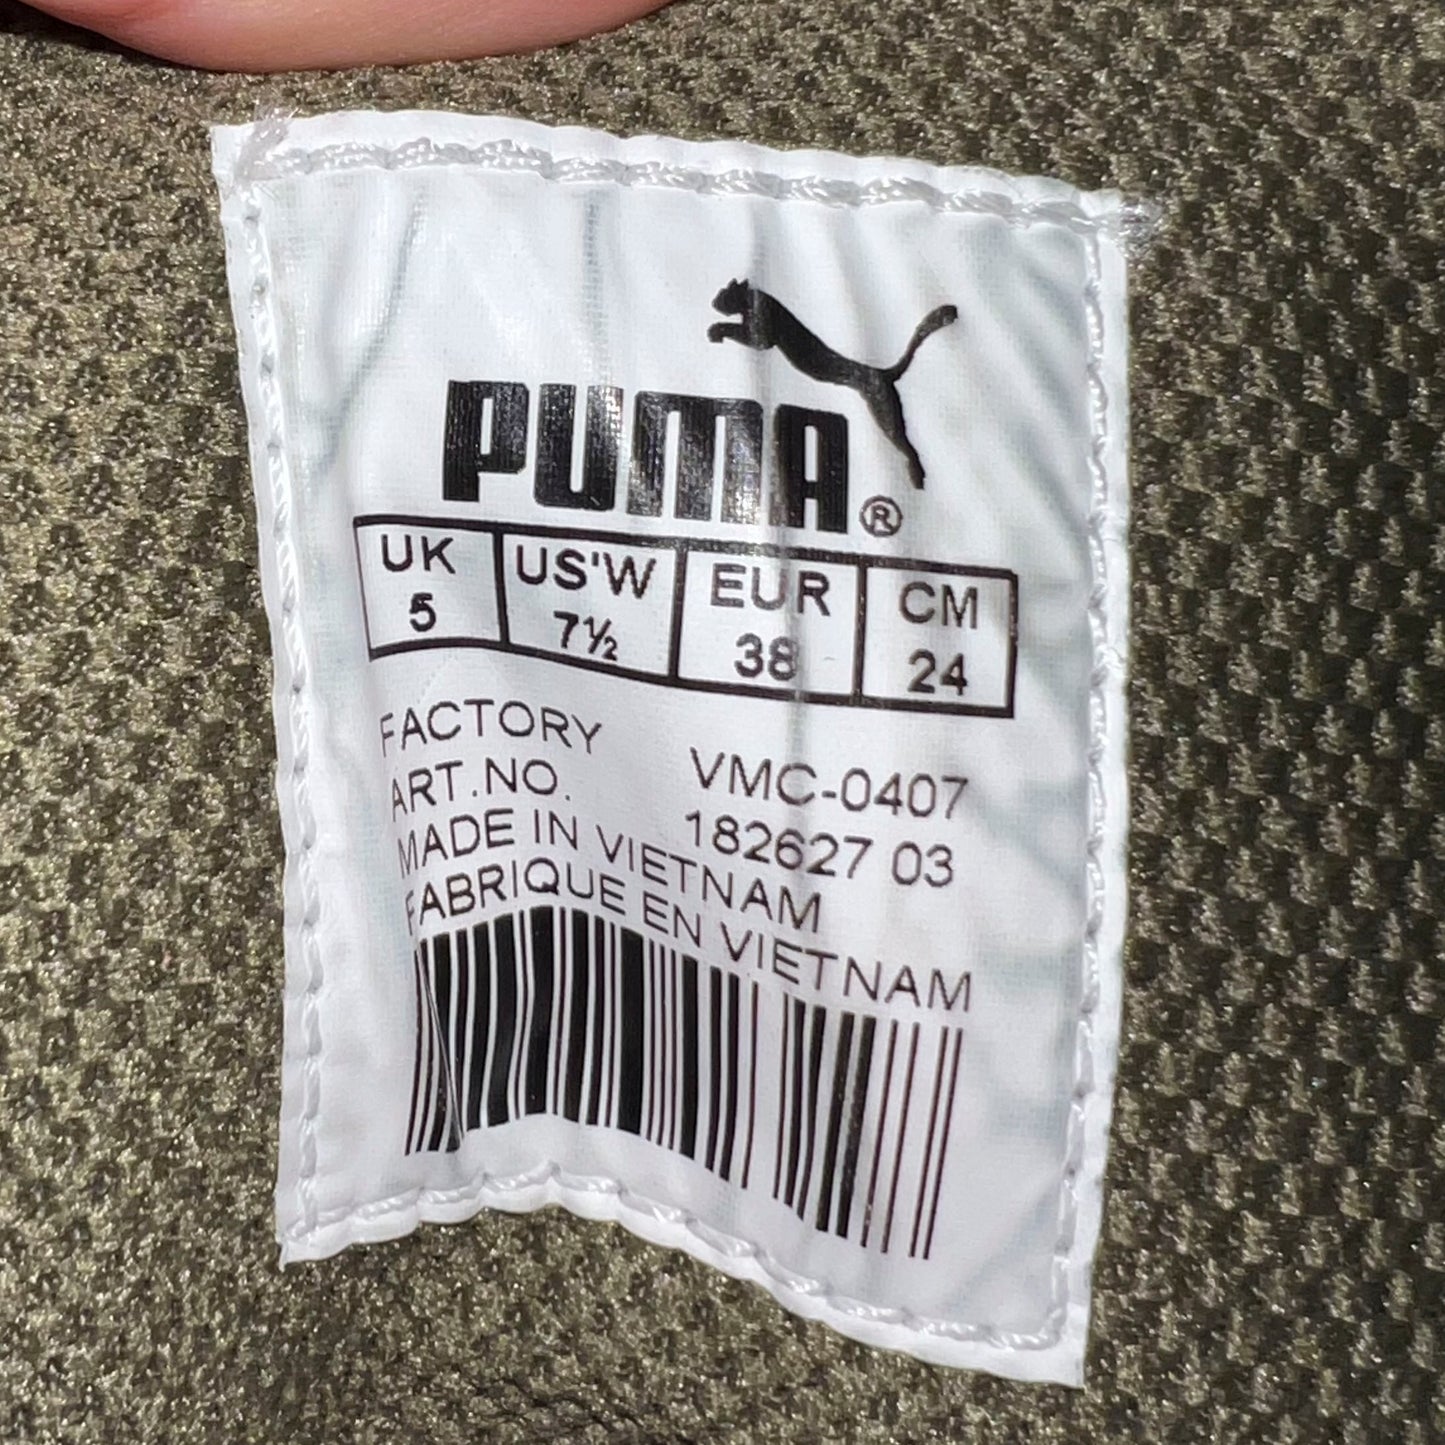 PUMA®
UK US'W EUR CM
5 7½ 38 24
FACTORY VMC-0407
ART.NO. 182627 03
MADE IN VIETNAM
FABRIQUE EN VIETNAM